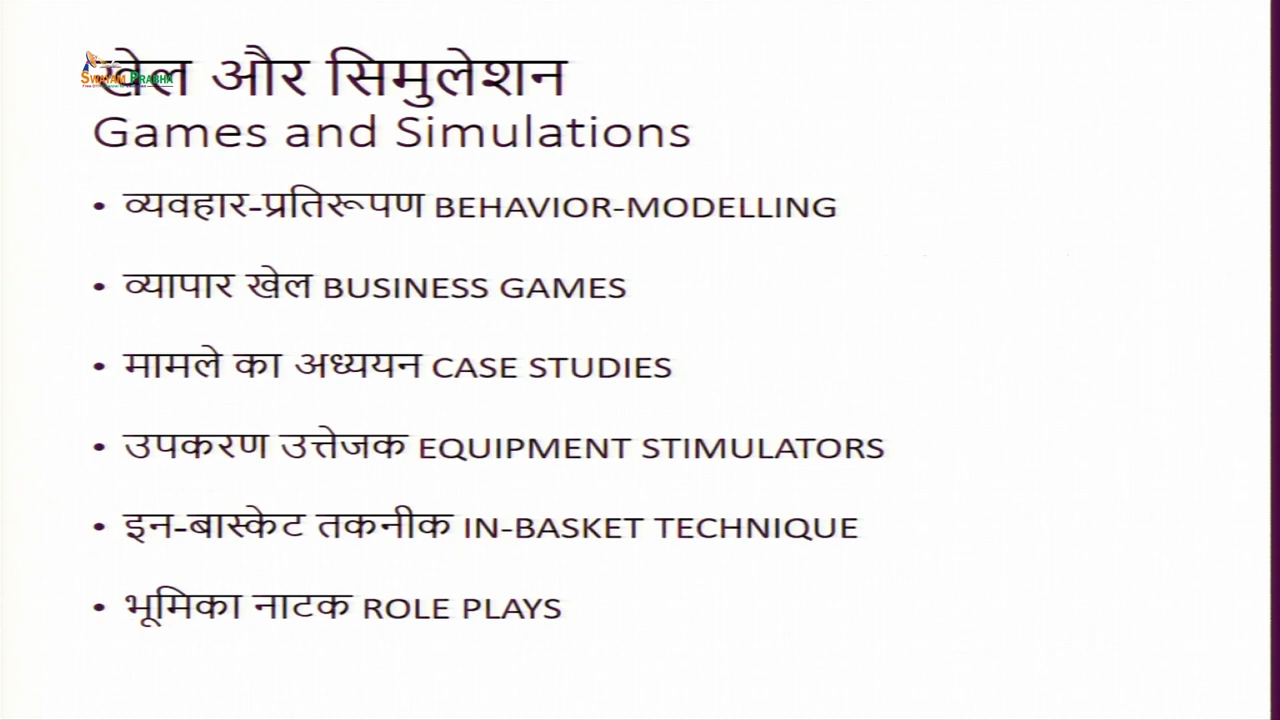 खेल और सिमुलेशन
SWAYAM PRABHA
Games and Simulations
• व्यवहार-प्रतिरूपण BEHAVIOR-MODELLING
• व्यापार खेल BUSINESS GAMES
• मामले का अध्ययन CASE STUDIES
• उपकरण उत्तेजक EQUIPMENT STIMULATORS
• इन-बास्केट तकनीक IN-BASKET TECHNIQUE
• भूमिका नाटक ROLE PLAYS